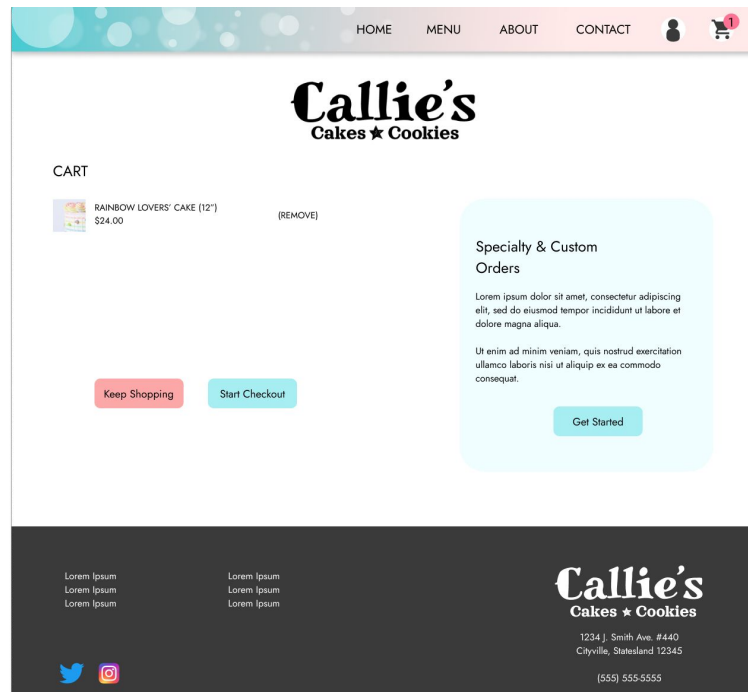 HOME MENU ABOUT CONTACT 1
Callie's
Cakes ★ Cookies
CART
RAINBOW LOVERS' CAKE (12”)
$24.00
(REMOVE)
Specialty & Custom
Orders
Lorem ipsum dolor sit amet, consectetur adipiscing
elit, sed do eiusmod tempor incididunt ut labore et
dolore magna aliqua.
Ut enim ad minim veniam, quis nostrud exercitation
ullamco laboris nisi ut aliquip ex ea commodo
consequat.
Keep Shopping Start Checkout
Get Started
Lorem Ipsum
Lorem Ipsum
Lorem Ipsum
Lorem Ipsum
Lorem Ipsum
Lorem Ipsum
Callie's
Cakes ★ Cookies
1234 J. Smith Ave. #440
Cityville, Statesland 12345
(555) 555-5555